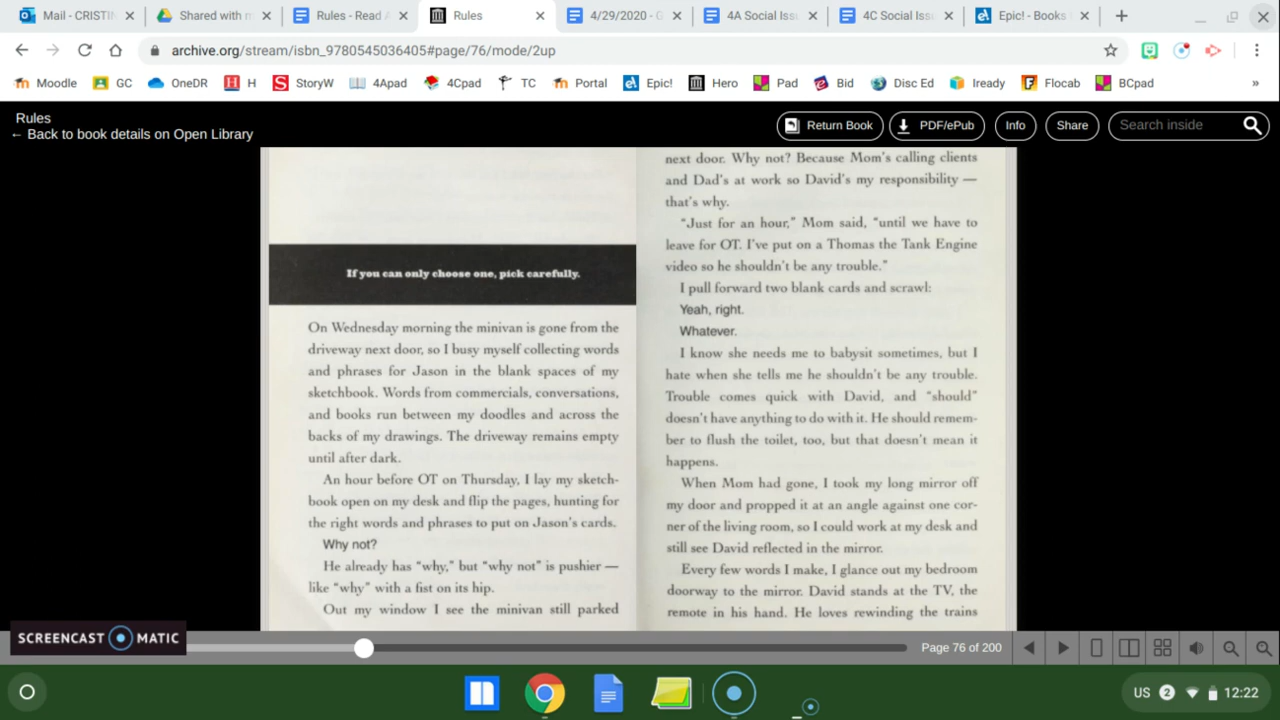 Mail - CRISTIN
Shared with m
Rules - Read A
Rules
4/29/2020 - G
4A Social Issu
4C Social Issu
Epic! - Books
archive.org/stream/isbn_9780545036405#page/76/mode/2up
Moodle GC OneDR H StoryW 4Apad 4Cpad TC Portal Epic! Hero Pad Bid Disc Ed Iready Flocab BCpad »
Rules
← Back to book details on Open Library
Return Book PDF/ePub Info Share Search inside
If you can only choose one, pick carefully.
On Wednesday morning the minivan is gone from the
driveway next door, so I busy myself collecting words
and phrases for Jason in the blank spaces of my
sketchbook. Words from commercials, conversations,
and books run between my doodles and across the
backs of my drawings. The driveway remains empty
until after dark.
An hour before OT on Thursday, I lay my sketch-
book open on my desk and flip the pages, hunting for
the right words and phrases to put on Jason's cards.
Why not?
He already has "why," but "why not" is pushier —
like "why" with a fist on its hip.
Out my window I see the minivan still parked
next door. Why not? Because Mom's calling clients
and Dad's at work so David's my responsibility —
that's why.
"Just for an hour," Mom said, "until we have to
leave for OT. I've put on a Thomas the Tank Engine
video so he shouldn't be any trouble."
I pull forward two blank cards and scrawl:
Yeah, right.
Whatever.
I know she needs me to babysit sometimes, but I
hate when she tells me he shouldn't be any trouble.
Trouble comes quick with David, and "should"
doesn't have anything to do with it. He should remem-
ber to flush the toilet, too, but that doesn't mean it
happens.
When Mom had gone, I took my long mirror off
my door and propped it at an angle against one cor-
ner of the living room, so I could work at my desk and
still see David reflected in the mirror.
Every few words I make, I glance out my bedroom
doorway to the mirror. David stands at the TV, the
remote in his hand. He loves rewinding the trains
SCREENCAST MATIC
Page 76 of 200
US 2 12:22